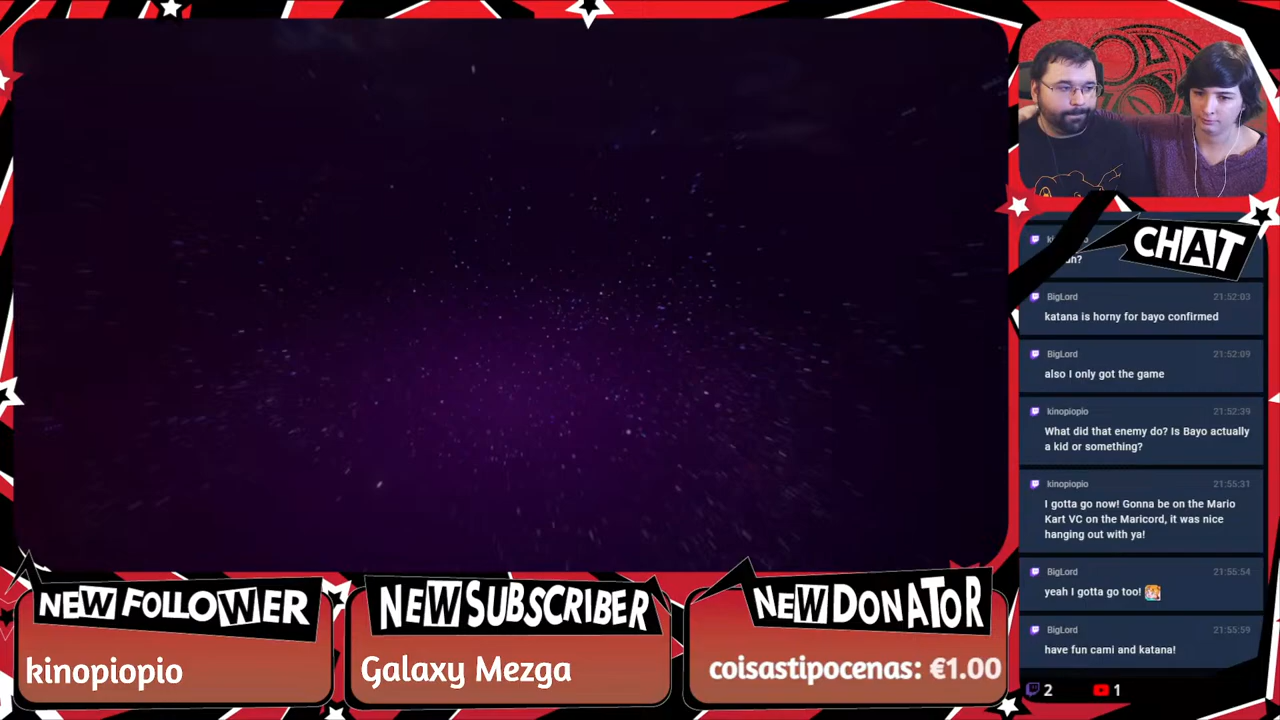 CHAT
BigLord 21:52:03
katana is horny for bayo confirmed
BigLord 21:52:09
also I only got the game
kinopiopio 21:52:39
What did that enemy do? Is Bayo actually
a kid or something?
kinopiopio 21:55:31
I gotta go now! Gonna be on the Mario
Kart VC on the Maricord, it was nice
hanging out with ya!
BigLord 21:55:54
yeah I gotta go too!
BigLord 21:55:59
have fun cami and katana!
2 1
NEW FOLLOWER
kinopiopio
NEW SUBSCRIBER
Galaxy Mezga
NEW DONATOR
coisastipocenas: €1.00